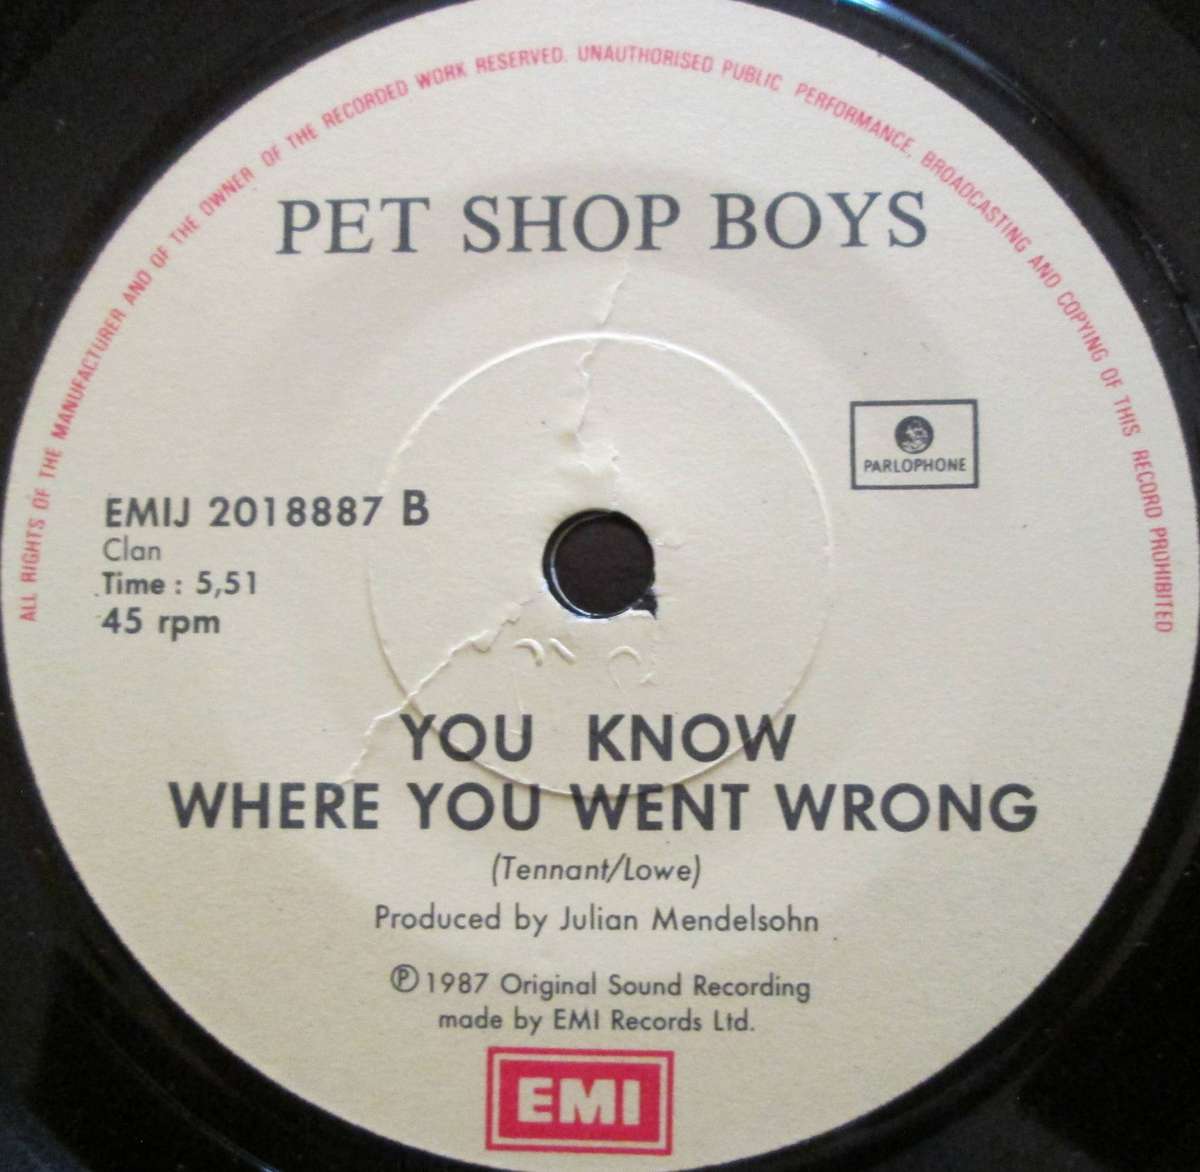 ALL RIGHTS OF THE MANUFACTURER AND OF THE OWNER OF THE RECORDED WORK RESERVED. UNAUTHORISED PUBLIC PERFORMANCE, BROADCASTING AND COPYING OF THIS RECORD PROHIBITED
PET SHOP BOYS
PARLOPHONE
EMIJ 2018887 B
Clan
Time : 5,51
45 rpm
YOU KNOW
WHERE YOU WENT WRONG
(Tennant/Lowe)
Produced by Julian Mendelsohn
℗ 1987 Original Sound Recording
made by EMI Records Ltd.
EMI